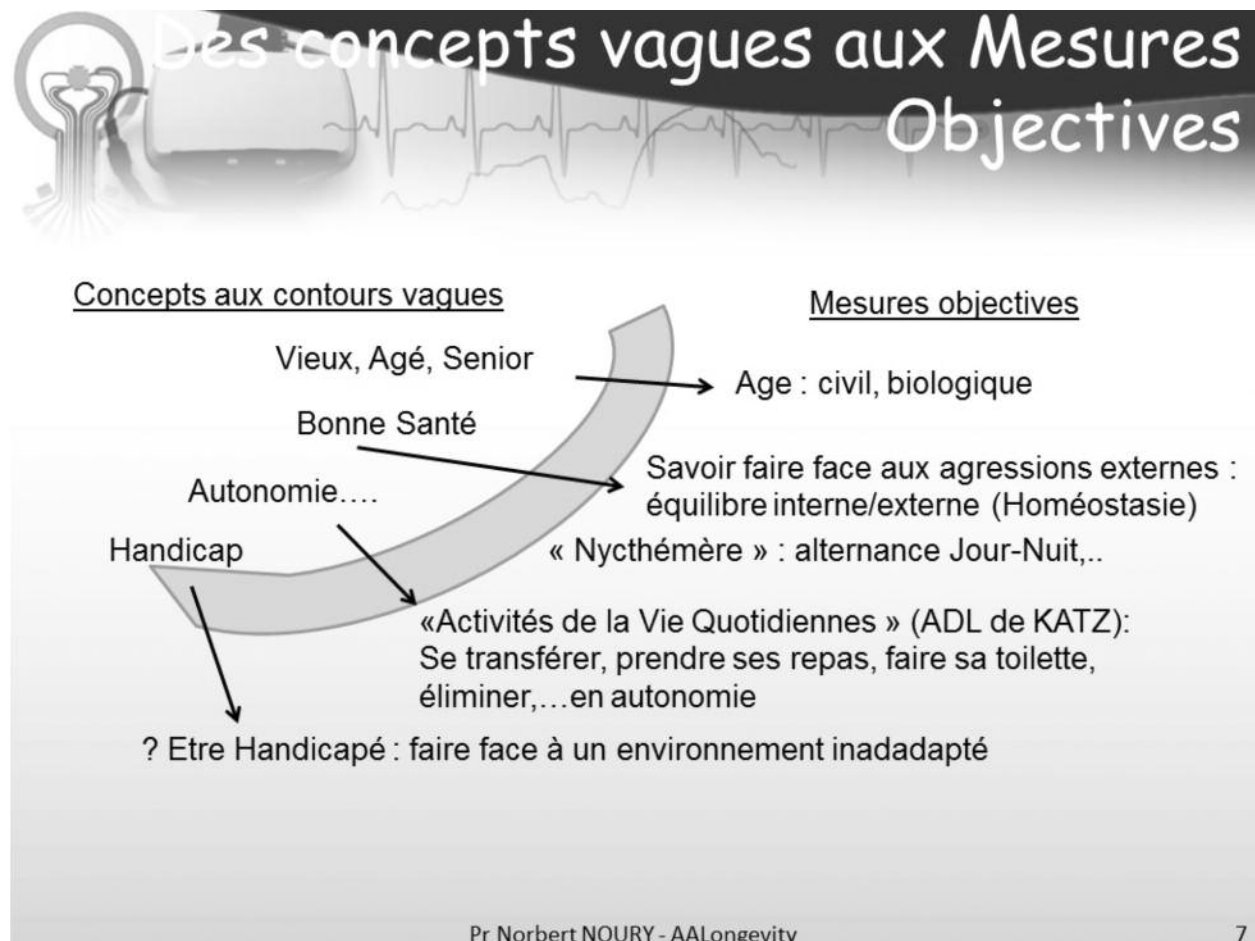 Des concepts vagues aux Mesures
Objectives
Concepts aux contours vagues
Mesures objectives
Vieux, Agé, Senior
Age : civil, biologique
Bonne Santé
Savoir faire face aux agressions externes :
équilibre interne/externe (Homéostasie)
Autonomie....
« Nycthémère » : alternance Jour-Nuit,..
Handicap
«Activités de la Vie Quotidiennes » (ADL de KATZ):
Se transférer, prendre ses repas, faire sa toilette,
éliminer,...en autonomie
? Etre Handicapé : faire face à un environnement inadadapté
Pr Norbert NOURY - AALongevity
7